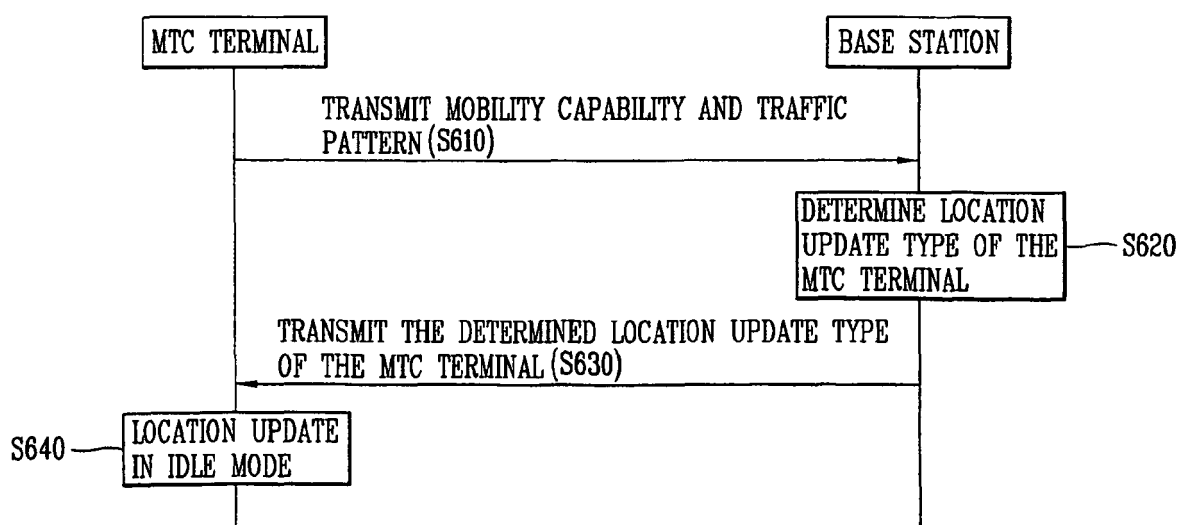 MTC TERMINAL
BASE STATION
TRANSMIT MOBILITY CAPABILITY AND TRAFFIC
PATTERN(S610)
DETERMINE LOCATION
UPDATE TYPE OF THE
MTC TERMINAL
S620
TRANSMIT THE DETERMINED LOCATION UPDATE TYPE
OF THE MTC TERMINAL(S630)
S640
LOCATION UPDATE
IN IDLE MODE